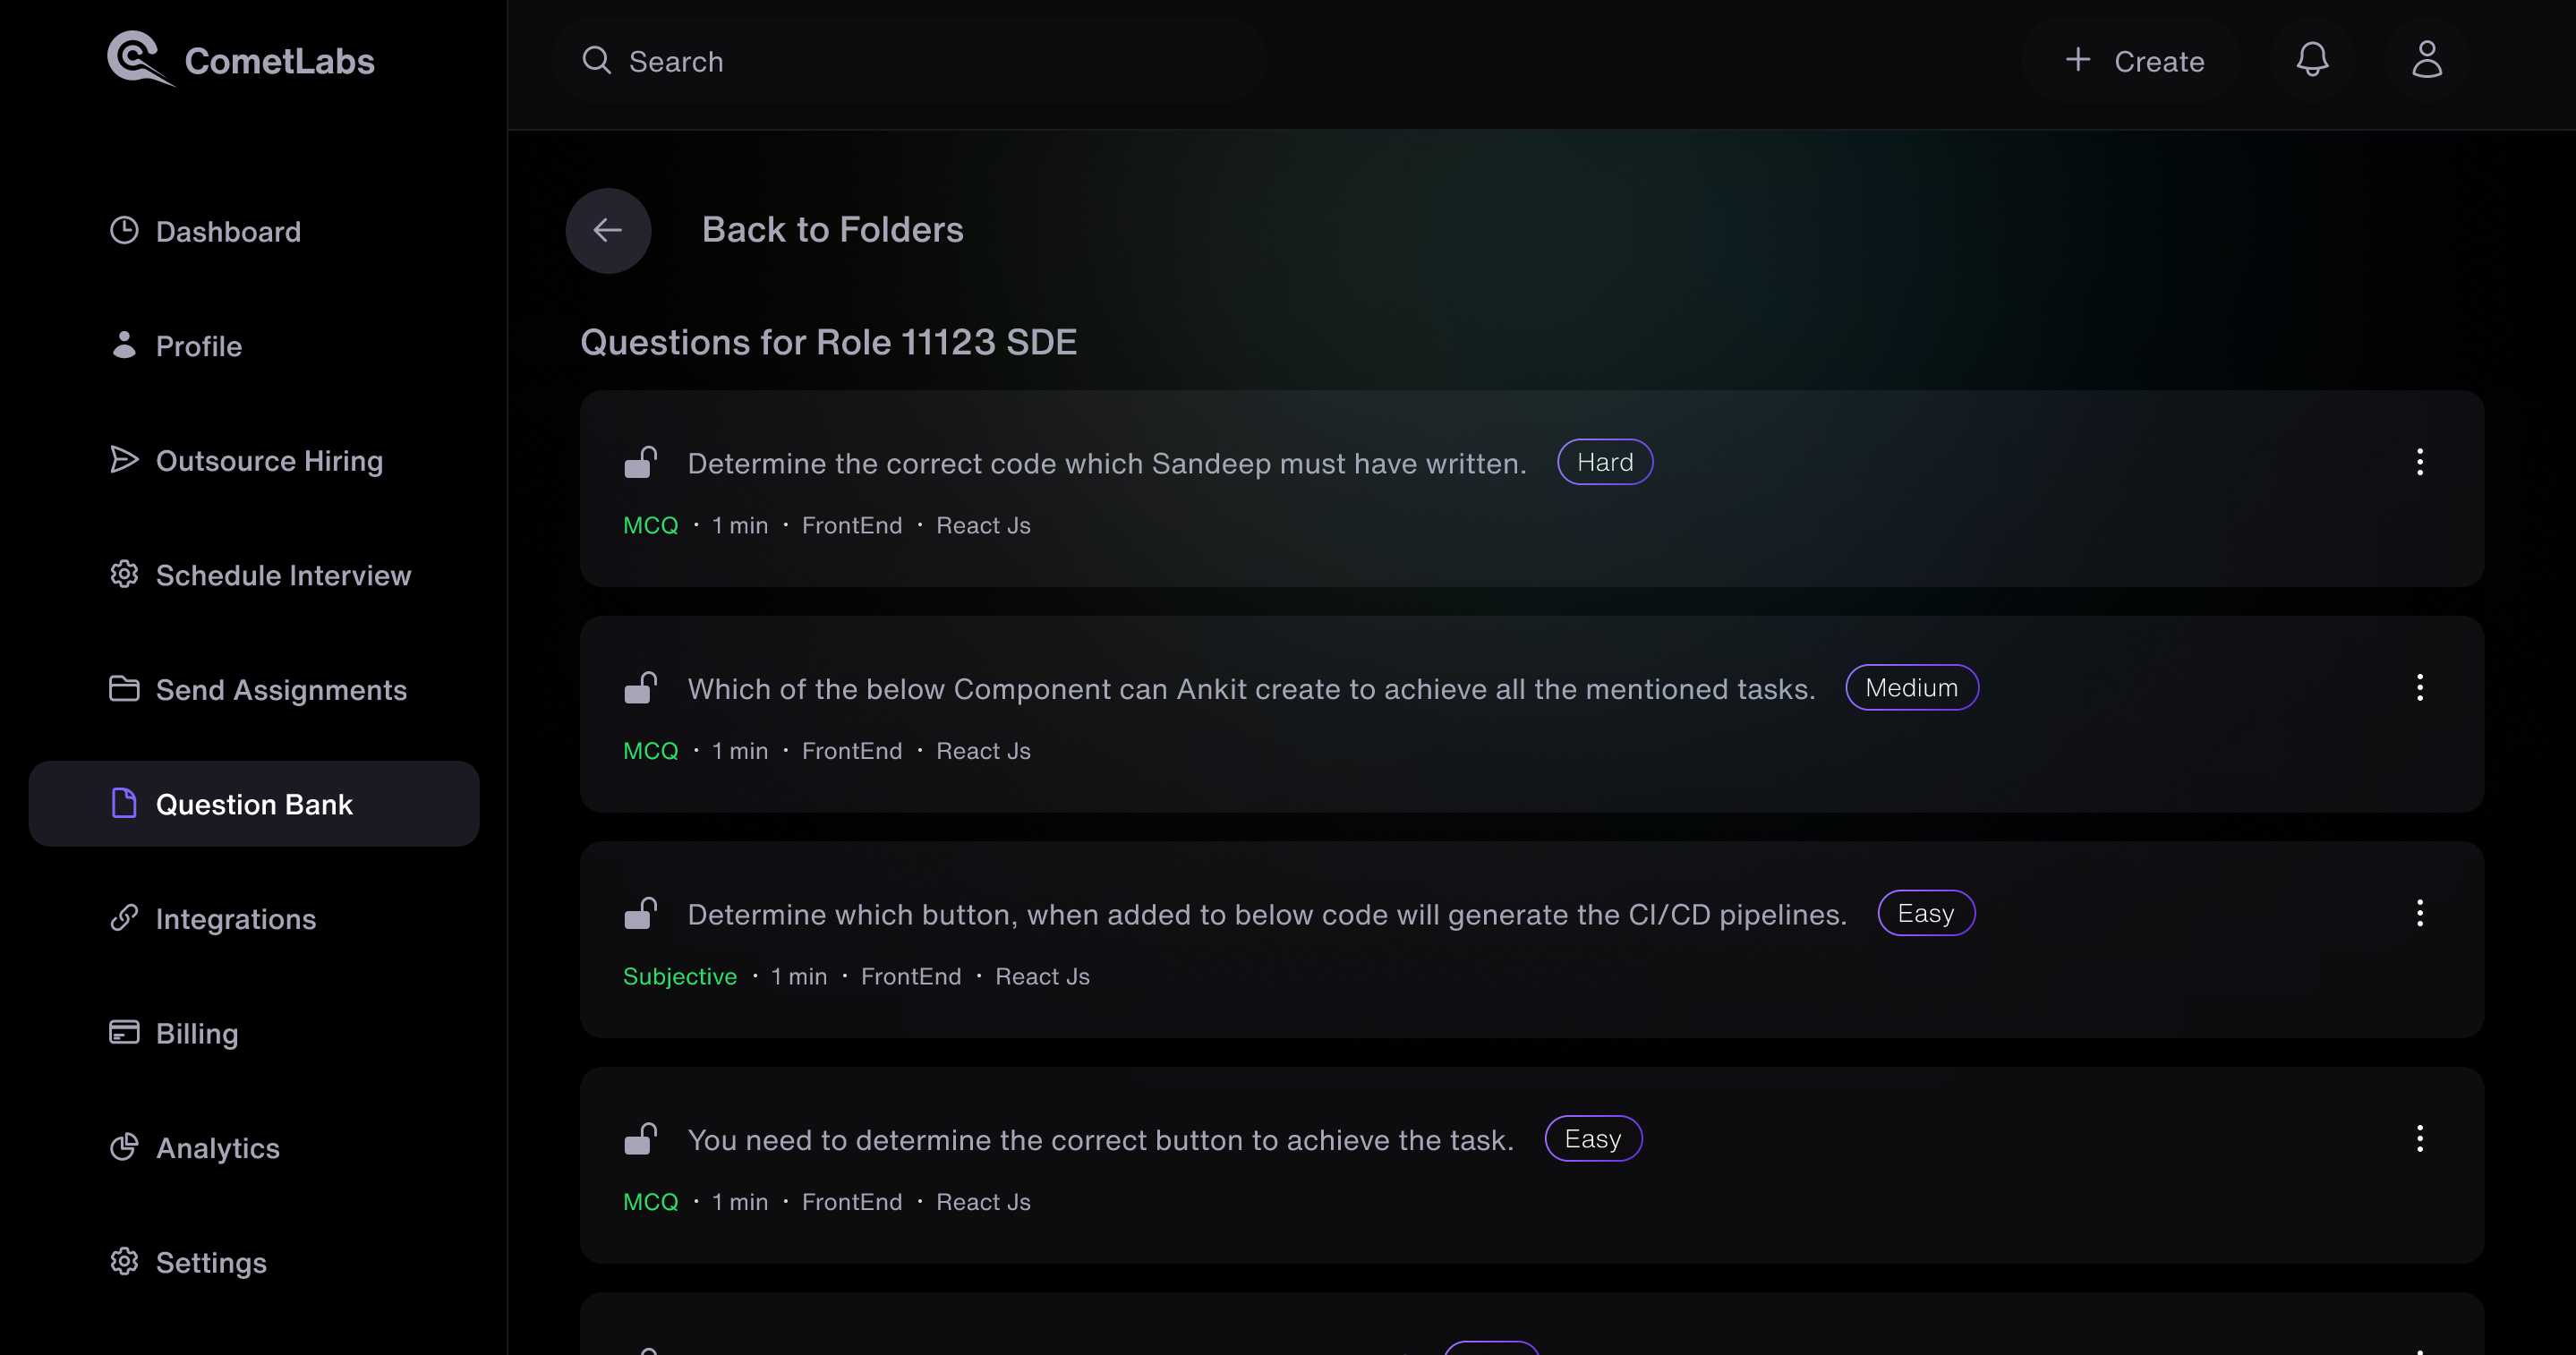 CometLabs
Search
Create
Dashboard
Profile
Outsource Hiring
Schedule Interview
Send Assignments
Question Bank
Integrations
Billing
Analytics
Settings
Back to Folders
Questions for Role 11123 SDE
Determine the correct code which Sandeep must have written. Hard
MCQ · 1 min · FrontEnd · React Js
Which of the below Component can Ankit create to achieve all the mentioned tasks. Medium
MCQ · 1 min · FrontEnd · React Js
Determine which button, when added to below code will generate the CI/CD pipelines. Easy
Subjective · 1 min · FrontEnd · React Js
You need to determine the correct button to achieve the task. Easy
MCQ · 1 min · FrontEnd · React Js